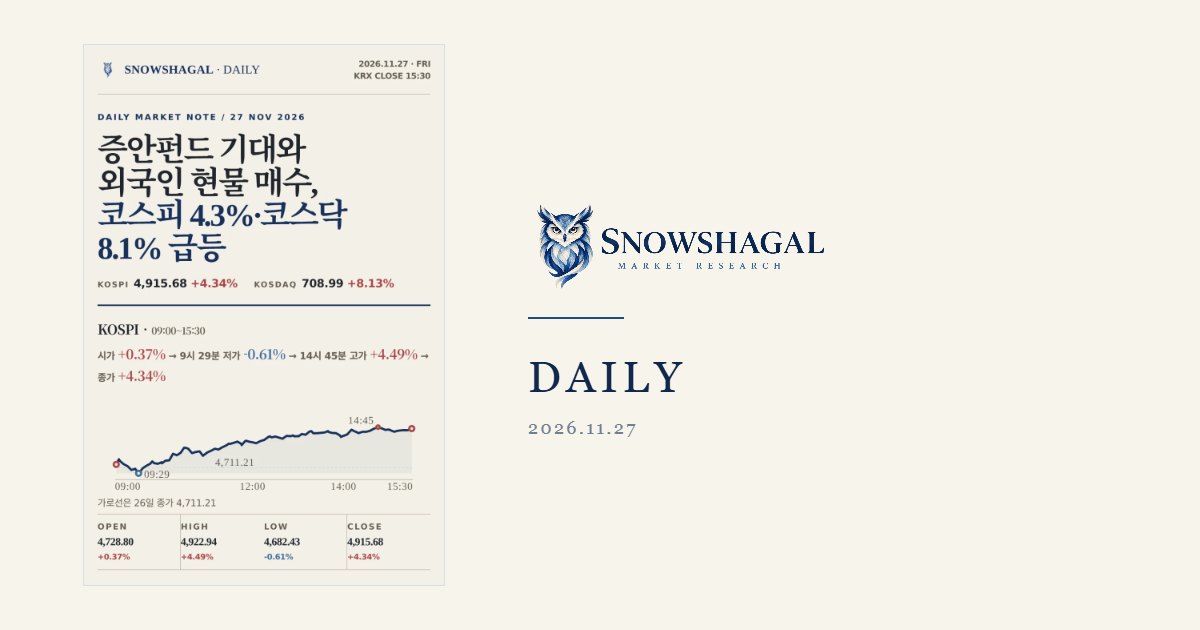 SNOWSHAGAL · DAILY
2026.11.27 · FRI
KRX CLOSE 15:30
DAILY MARKET NOTE / 27 NOV 2026
증안펀드 기대와
외국인 현물 매수,
코스피 4.3%·코스닥
8.1% 급등
KOSPI 4,915.68 +4.34% KOSDAQ 708.99 +8.13%
KOSPI · 09:00~15:30
시가 +0.37% → 9시 29분 저가 -0.61% → 14시 45분 고가 +4.49% →
종가 +4.34%
14:45
4,711.21
09:29
09:00 12:00 14:00 15:30
가로선은 26일 종가 4,711.21
OPEN HIGH LOW CLOSE
4,728.80 4,922.94 4,682.43 4,915.68
+0.37% +4.49% -0.61% +4.34%
SNOWSHAGAL
MARKET RESEARCH
DAILY
2026.11.27